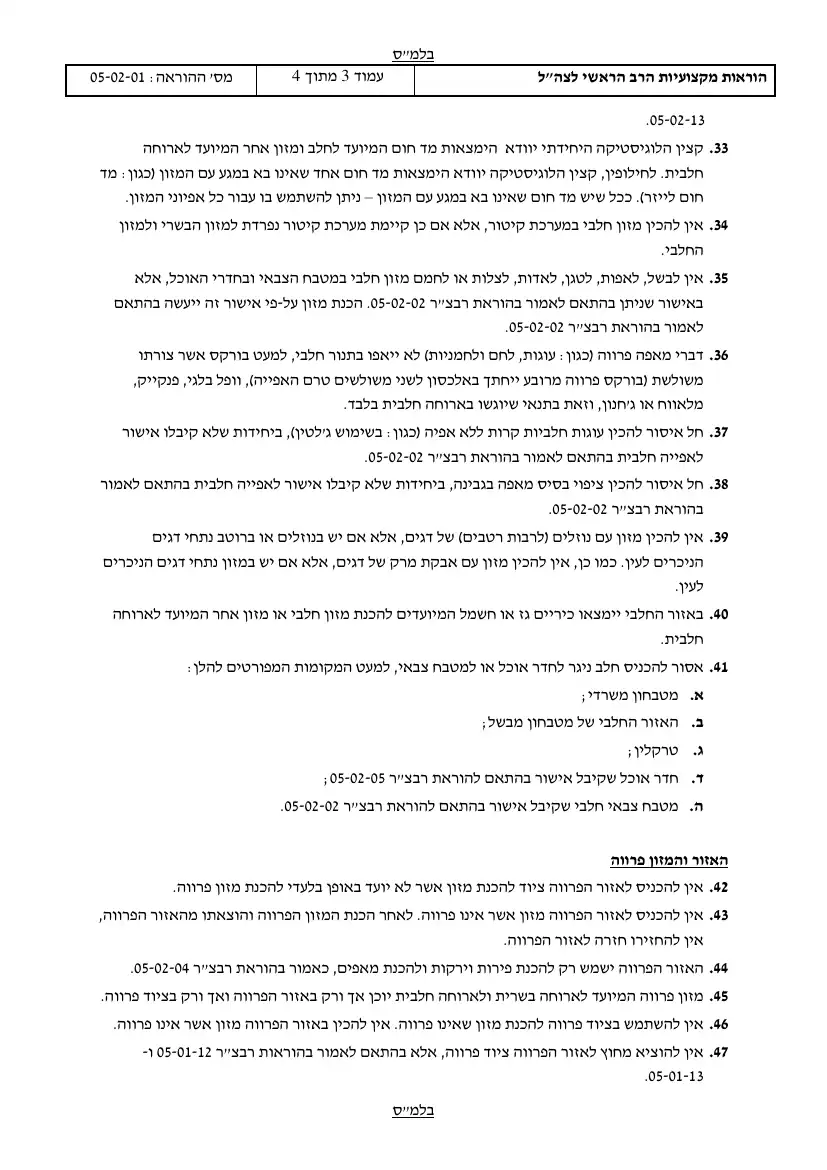 בלמ״ס
הוראות מקצועיות הרב הראשי לצה״ל
עמוד 3 מתוך 4
מס׳ ההוראה: 05-02-01
05-02-13.
33. קצין הלוגיסטיקה היחידתי יוודא הימצאות מד חום המיועד לחלב ומזון אחר המיועד לארוחה
חלבית. לחילופין, קצין הלוגיסטיקה יוודא הימצאות מד חום אחד שאינו בא במגע עם המזון (כגון: מד
חום לייזר). ככל שיש מד חום שאינו בא במגע עם המזון – ניתן להשתמש בו עבור כל אפיוני המזון.
34. אין להכין מזון חלבי במערכת קיטור, אלא אם כן קיימת מערכת קיטור נפרדת למזון הבשרי ולמזון
החלבי.
35. אין לבשל, לאפות, לטגן, לאדות, לצלות או לחמם מזון חלבי במטבח הצבאי ובחדרי האוכל, אלא
באישור שניתן בהתאם לאמור בהוראת רבצ״ר 05-02-02. הכנת מזון על-פי אישור זה ייעשה בהתאם
לאמור בהוראת רבצ״ר 05-02-02.
36. דברי מאפה פרווה (כגון: עוגות, לחם ולחמניות) לא ייאפו בתנור חלבי, למעט בורקס אשר צורתו
משולשת (בורקס פרווה מרובע ייחתך באלכסון לשני משולשים טרם האפייה), וופל בלגי, פנקייק,
מלאווח או ג׳חנון, וזאת בתנאי שיוגשו בארוחה חלבית בלבד.
37. חל איסור להכין עוגות חלביות קרות ללא אפיה (כגון: בשימוש ג׳לטין), ביחידות שלא קיבלו אישור
לאפייה חלבית בהתאם לאמור בהוראת רבצ״ר 05-02-02.
38. חל איסור להכין ציפוי בסיס מאפה בגבינה, ביחידות שלא קיבלו אישור לאפייה חלבית בהתאם לאמור
בהוראת רבצ״ר 05-02-02.
39. אין להכין מזון עם נוזלים (לרבות רטבים) של דגים, אלא אם יש בנוזלים או ברוטב נתחי דגים
הניכרים לעין. כמו כן, אין להכין מזון עם אבקת מרק של דגים, אלא אם יש במזון נתחי דגים הניכרים
לעין.
40. באזור החלבי יימצאו כיריים גז או חשמל המיועדים להכנת מזון חלבי או מזון אחר המיועד לארוחה
חלבית.
41. אסור להכניס חלב ניגר לחדר אוכל או למטבח צבאי, למעט המקומות המפורטים להלן:
א. מטבחון משרדי;
ב. האזור החלבי של מטבחון מבשל;
ג. טרקלין;
ד. חדר אוכל שקיבל אישור בהתאם להוראת רבצ״ר 05-02-05;
ה. מטבח צבאי חלבי שקיבל אישור בהתאם להוראת רבצ״ר 05-02-02.
האזור והמזון פרווה
42. אין להכניס לאזור הפרווה ציוד להכנת מזון אשר לא יועד באופן בלעדי להכנת מזון פרווה.
43. אין להכניס לאזור הפרווה מזון אשר אינו פרווה. לאחר הכנת המזון הפרווה והוצאתו מהאזור הפרווה,
אין להחזירו חזרה לאזור הפרווה.
44. האזור הפרווה ישמש רק להכנת פירות וירקות ולהכנת מאפים, כאמור בהוראת רבצ״ר 05-02-04.
45. מזון פרווה המיועד לארוחה בשרית ולארוחה חלבית יוכן אך ורק באזור הפרווה ואך ורק בציוד פרווה.
46. אין להשתמש בציוד פרווה להכנת מזון שאינו פרווה. אין להכין באזור הפרווה מזון אשר אינו פרווה.
47. אין להוציא מחוץ לאזור הפרווה ציוד פרווה, אלא בהתאם לאמור בהוראות רבצ״ר 05-01-12 ו-
05-01-13.
בלמ״ס